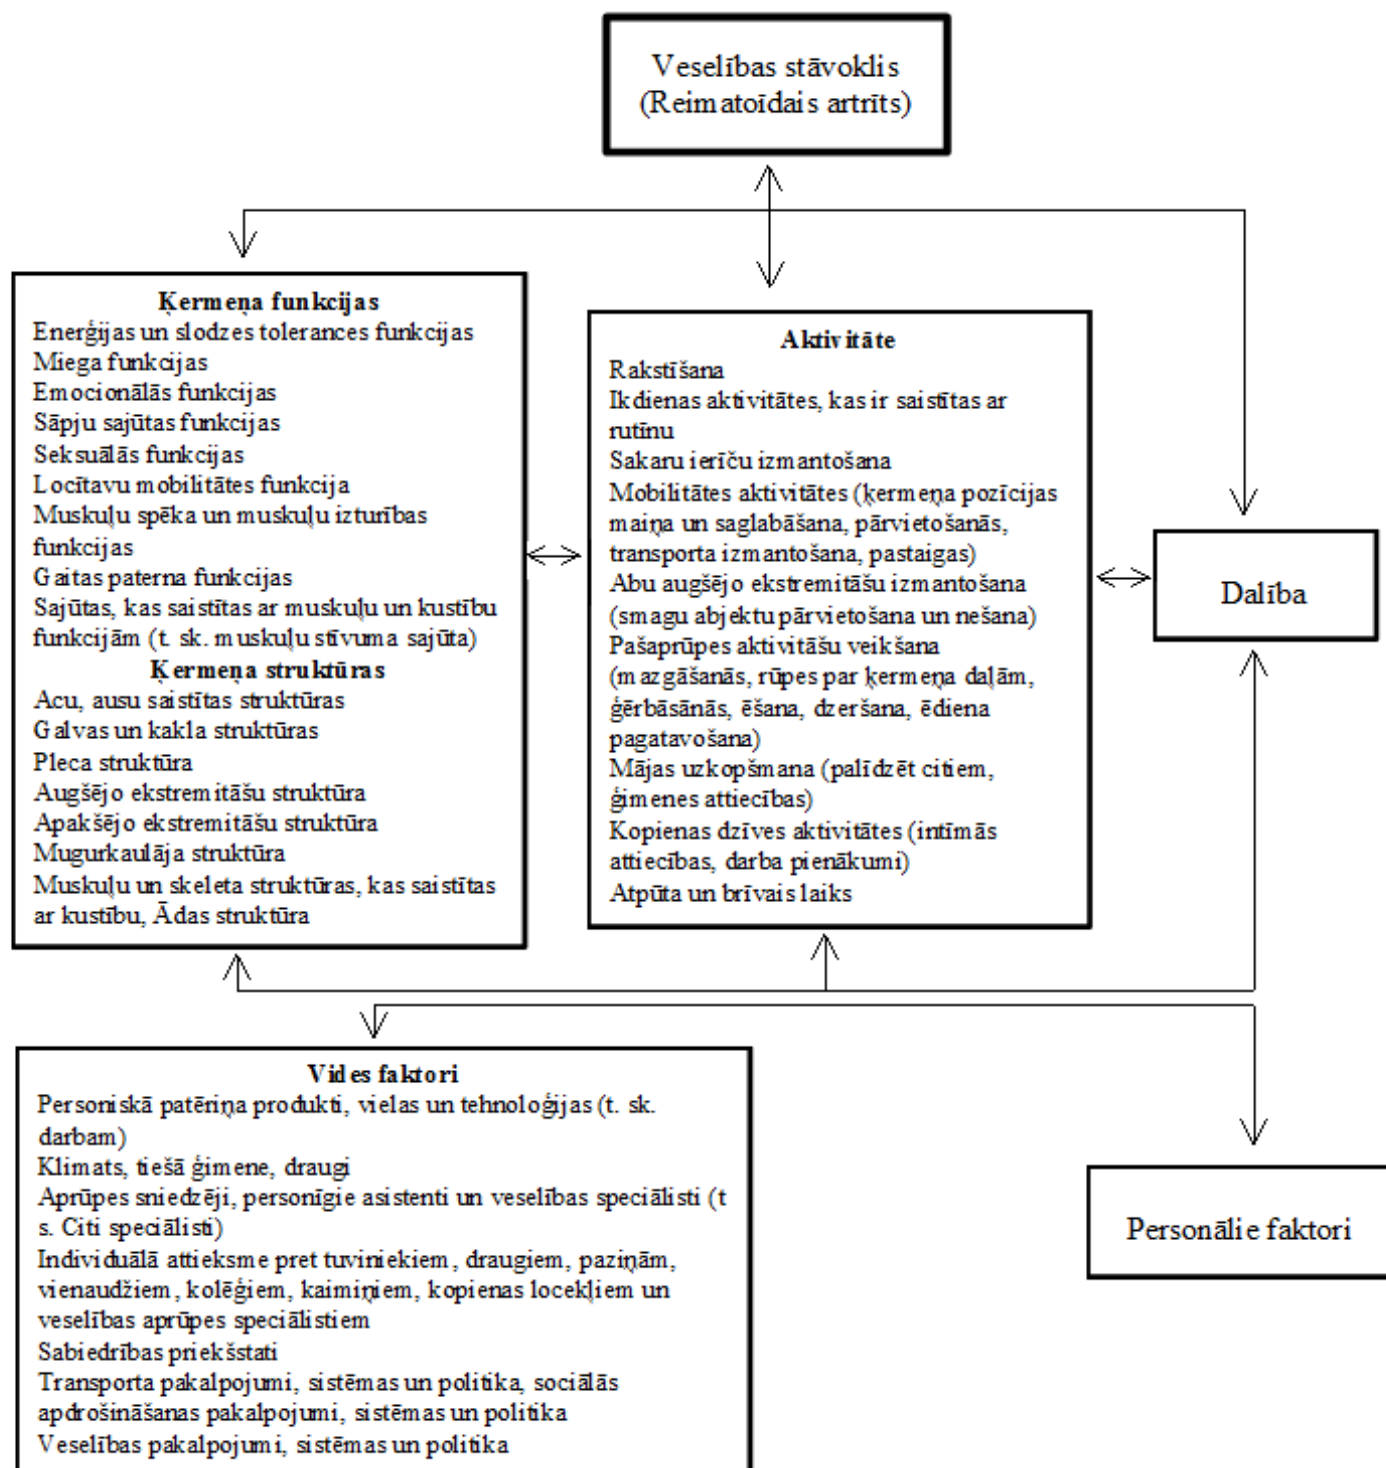 Veselības stāvoklis
(Reimatoīdais artrīts)
Ķermeņa funkcijas
Enerģijas un slodzes tolerances funkcijas
Miega funkcijas
Emocionālās funkcijas
Sāpju sajūtas funkcijas
Seksuālās funkcijas
Locītavu mobilitātes funkcija
Muskuļu spēka un muskuļu izturības
funkcijas
Gaitas paterna funkcijas
Sajūtas, kas saistītas ar muskuļu un kustību
funkcijām (t. sk. muskuļu stīvuma sajūta)
Ķermeņa struktūras
Acu, ausu saistītas struktūras
Galvas un kakla struktūras
Pleca struktūra
Augšējo ekstremitāšu struktūra
Apakšējo ekstremitāšu struktūra
Mugurkaulāja struktūra
Muskuļu un skeleta struktūras, kas saistītas
ar kustību, Ādas struktūra
Aktivitāte
Rakstīšana
Ikdienas aktivitātes, kas ir saistītas ar
rutīnu
Sakaru ierīču izmantošana
Mobilitātes aktivitātes (ķermeņa pozīcijas
maiņa un saglabāšana, pārvietošanās,
transporta izmantošana, pastaigas)
Abu augšējo ekstremitāšu izmantošana
(smagu abjektu pārvietošana un nešana)
Pašaprūpes aktivitāšu veikšana
(mazgāšanās, rūpes par ķermeņa daļām,
ģērbāsānās, ēšana, dzeršana, ēdiena
pagatavošana)
Mājas uzkopšmana (palīdzēt citiem,
ģimenes attiecības)
Kopienas dzīves aktivitātes (intīmās
attiecības, darba pienākumi)
Atpūta un brīvais laiks
Dalība
Vides faktori
Personiskā patēriņa produkti, vielas un tehnoloģijas (t. sk.
darbam)
Klimats, tiešā ģimene, draugi
Aprūpes sniedzēji, personīgie asistenti un veselības speciālisti (t
s. Citi speciālisti)
Individuālā attieksme pret tuviniekiem, draugiem, paziņām,
vienaudžiem, kolēģiem, kaimiņiem, kopienas locekļiem un
veselības aprūpes speciālistiem
Sabiedrības priekšstati
Transporta pakalpojumi, sistēmas un politika, sociālās
apdrošināšanas pakalpojumi, sistēmas un politika
Veselības pakalpojumi, sistēmas un politika
Personālie faktori